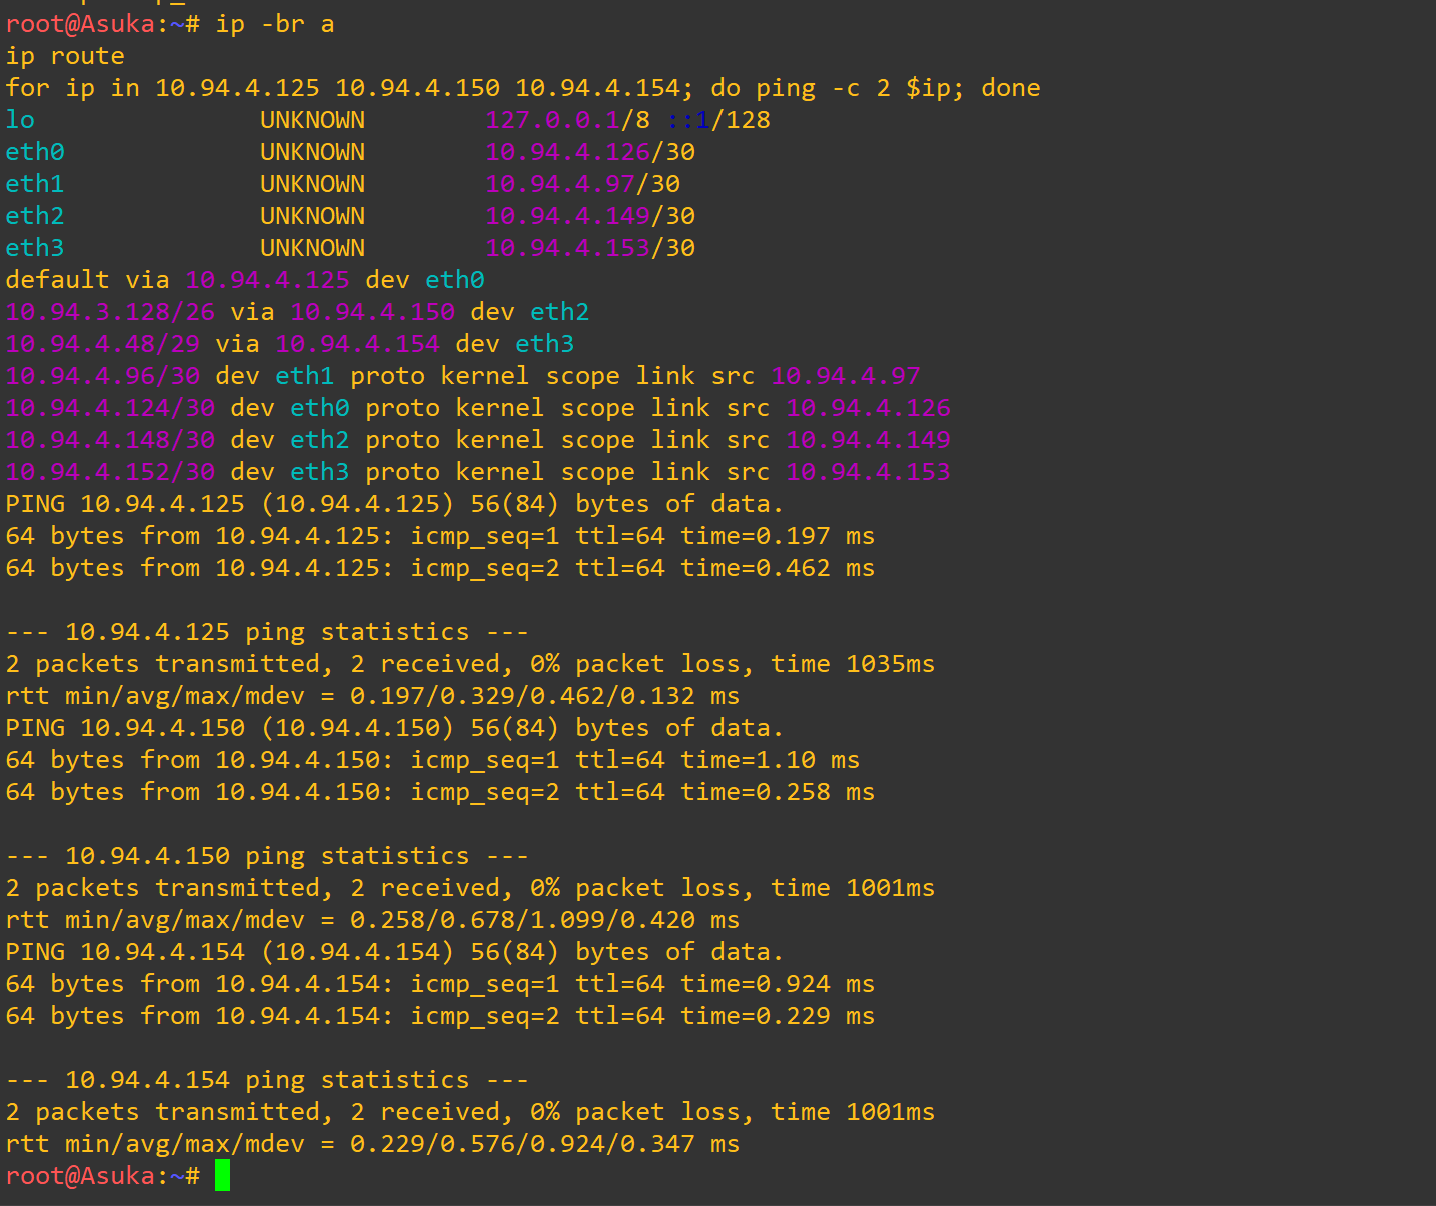 root@Asuka:~# ip -br a
ip route
for ip in 10.94.4.125 10.94.4.150 10.94.4.154; do ping -c 2 $ip; done
lo               UNKNOWN        127.0.0.1/8 ::1/128
eth0             UNKNOWN        10.94.4.126/30
eth1             UNKNOWN        10.94.4.97/30
eth2             UNKNOWN        10.94.4.149/30
eth3             UNKNOWN        10.94.4.153/30
default via 10.94.4.125 dev eth0
10.94.3.128/26 via 10.94.4.150 dev eth2
10.94.4.48/29 via 10.94.4.154 dev eth3
10.94.4.96/30 dev eth1 proto kernel scope link src 10.94.4.97
10.94.4.124/30 dev eth0 proto kernel scope link src 10.94.4.126
10.94.4.148/30 dev eth2 proto kernel scope link src 10.94.4.149
10.94.4.152/30 dev eth3 proto kernel scope link src 10.94.4.153
PING 10.94.4.125 (10.94.4.125) 56(84) bytes of data.
64 bytes from 10.94.4.125: icmp_seq=1 ttl=64 time=0.197 ms
64 bytes from 10.94.4.125: icmp_seq=2 ttl=64 time=0.462 ms

--- 10.94.4.125 ping statistics ---
2 packets transmitted, 2 received, 0% packet loss, time 1035ms
rtt min/avg/max/mdev = 0.197/0.329/0.462/0.132 ms
PING 10.94.4.150 (10.94.4.150) 56(84) bytes of data.
64 bytes from 10.94.4.150: icmp_seq=1 ttl=64 time=1.10 ms
64 bytes from 10.94.4.150: icmp_seq=2 ttl=64 time=0.258 ms

--- 10.94.4.150 ping statistics ---
2 packets transmitted, 2 received, 0% packet loss, time 1001ms
rtt min/avg/max/mdev = 0.258/0.678/1.099/0.420 ms
PING 10.94.4.154 (10.94.4.154) 56(84) bytes of data.
64 bytes from 10.94.4.154: icmp_seq=1 ttl=64 time=0.924 ms
64 bytes from 10.94.4.154: icmp_seq=2 ttl=64 time=0.229 ms

--- 10.94.4.154 ping statistics ---
2 packets transmitted, 2 received, 0% packet loss, time 1001ms
rtt min/avg/max/mdev = 0.229/0.576/0.924/0.347 ms
root@Asuka:~#